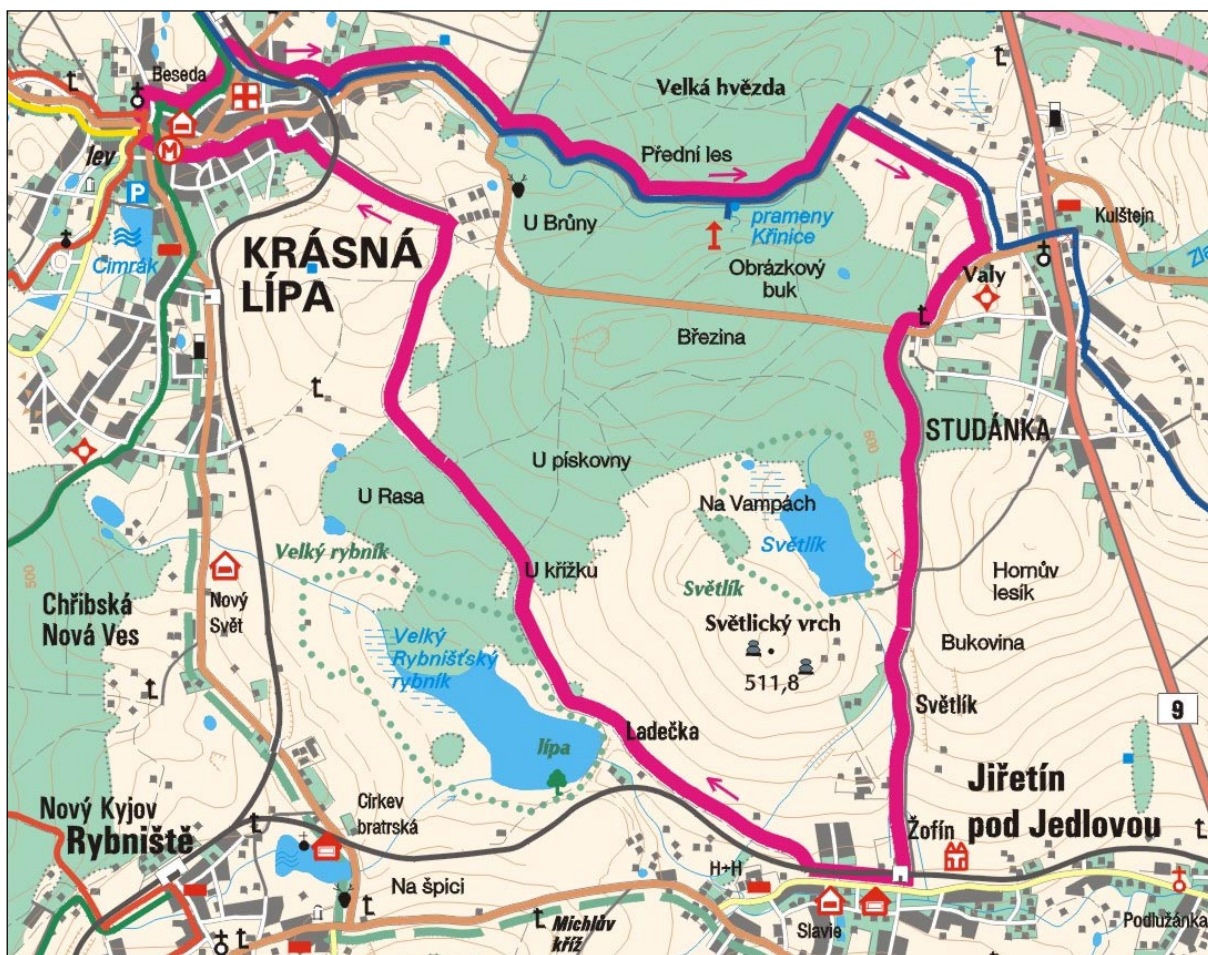 Beseda
Velká hvězda
lev
M
Přední les
P
U Brůny
prameny
Křinice
Kulštejn
Cimrák
KRÁSNÁ
LÍPA
Obrázkový
buk
Valy
Březina
STUDÁNKA
U pískovny
600
U Rasa
Na Vampách
Světlík
Velký rybník
U křížku
Světlík
Hornův
lesík
500
Chřibská
Nová Ves
Nový
Svět
Velký
Rybnišťský
rybník
Světlický vrch
511,8
Bukovina
Světlík
9
Ladečka
lípa
Jiřetín
pod Jedlovou
Nový Kyjov
Rybniště
Církev
bratrská
Žofín
H+H
Na špici
Michlův
kříž
Slavie
Podlužánka